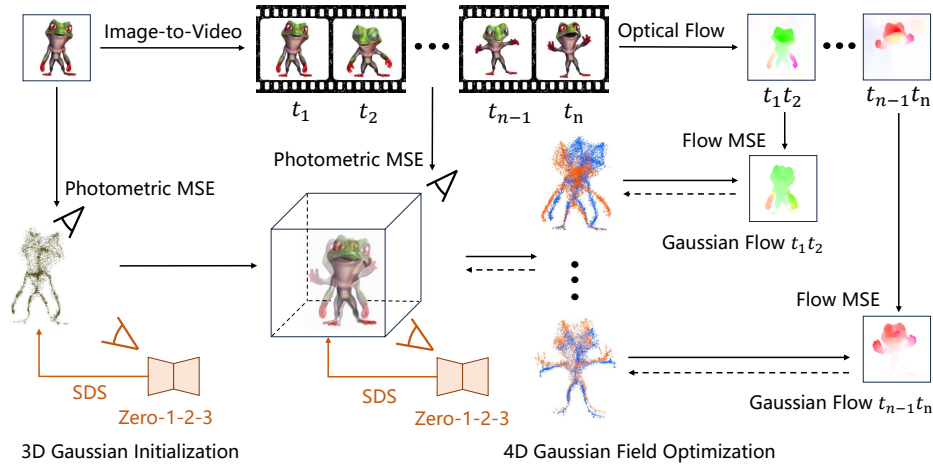 Image-to-Video
Optical Flow
t₁
t₂
tₙ₋₁
tₙ
t₁t₂
tₙ₋₁tₙ
Photometric MSE
Photometric MSE
Flow MSE
Gaussian Flow t₁t₂
Flow MSE
SDS
Zero-1-2-3
SDS
Zero-1-2-3
Gaussian Flow tₙ₋₁tₙ
3D Gaussian Initialization
4D Gaussian Field Optimization